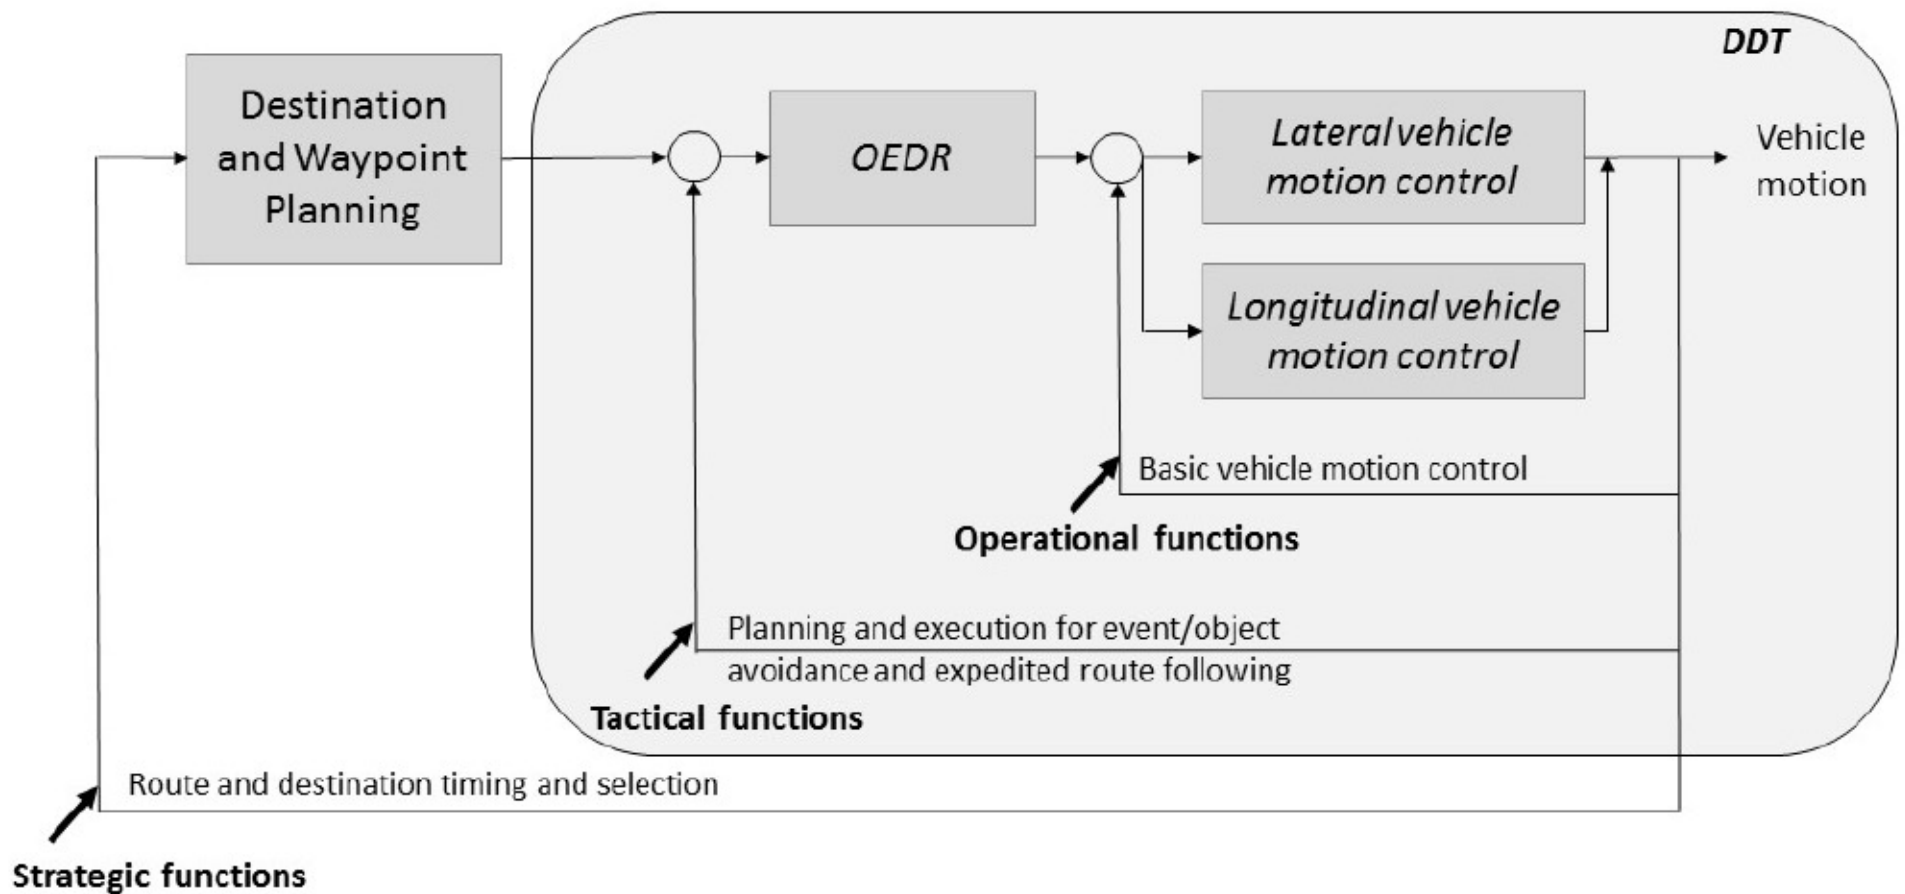 DDT
Destination
and Waypoint
Planning
OEDR
Lateral vehicle
motion control
Vehicle
motion
Longitudinal vehicle
motion control
Basic vehicle motion control
Operational functions
Planning and execution for event/object
avoidance and expedited route following
Tactical functions
Route and destination timing and selection
Strategic functions